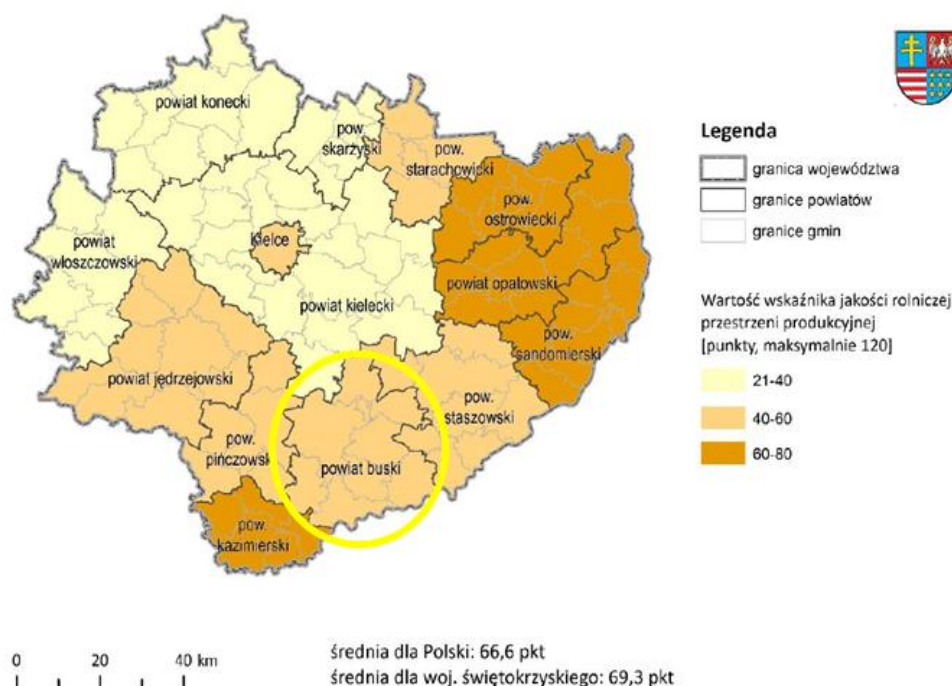 powiat konecki
pow.
skarżyski
pow.
starachowicki
pow.
ostrowiecki
Kielce
powiat
włoszczowski
powiat opatowski
powiat kielecki
pow.
sandomierski
powiat jędrzejowski
pow.
staszowski
pow.
pińczowski
powiat buski
pow.
kazimierski
Legenda
granica województwa
granice powiatów
granice gmin
Wartość wskaźnika jakości rolniczej
przestrzeni produkcyjnej
[punkty, maksymalnie 120]
21-40
40-60
60-80
0 20 40 km
średnia dla Polski: 66,6 pkt
średnia dla woj. świętokrzyskiego: 69,3 pkt